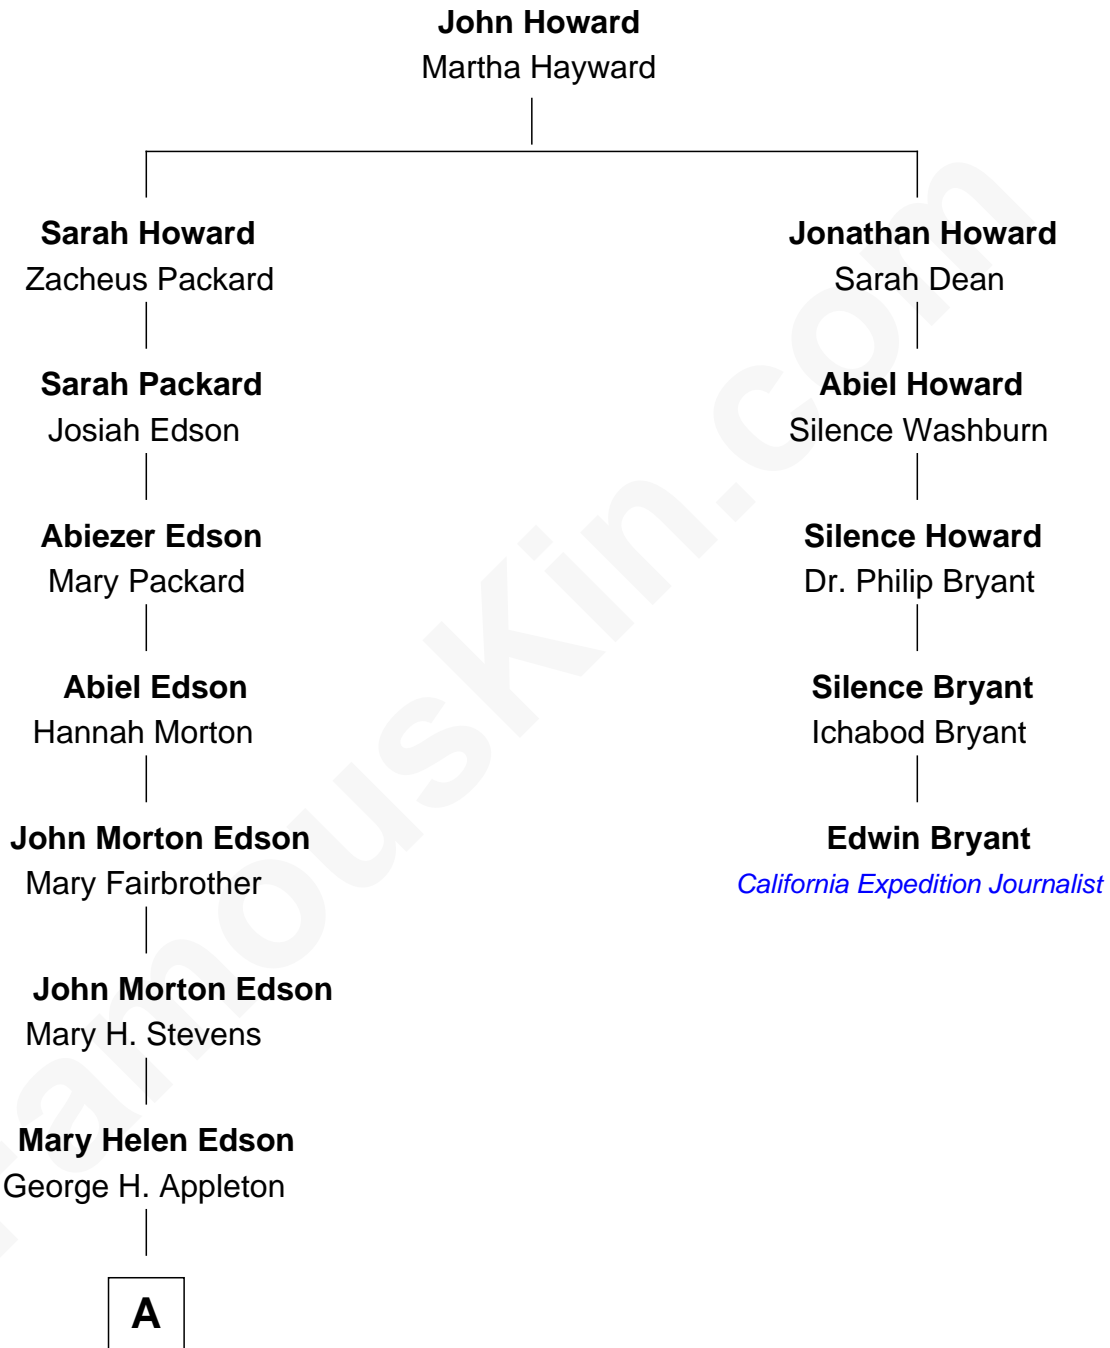 John Howard
Martha Hayward
Sarah Howard
Zacheus Packard
Jonathan Howard
Sarah Dean
Sarah Packard
Josiah Edson
Abiel Howard
Silence Washburn
Abiezer Edson
Mary Packard
Silence Howard
Dr. Philip Bryant
Abiel Edson
Hannah Morton
Silence Bryant
Ichabod Bryant
John Morton Edson
Mary Fairbrother
Edwin Bryant
California Expedition Journalist
John Morton Edson
Mary H. Stevens
Mary Helen Edson
George H. Appleton
A
FamousKin.com